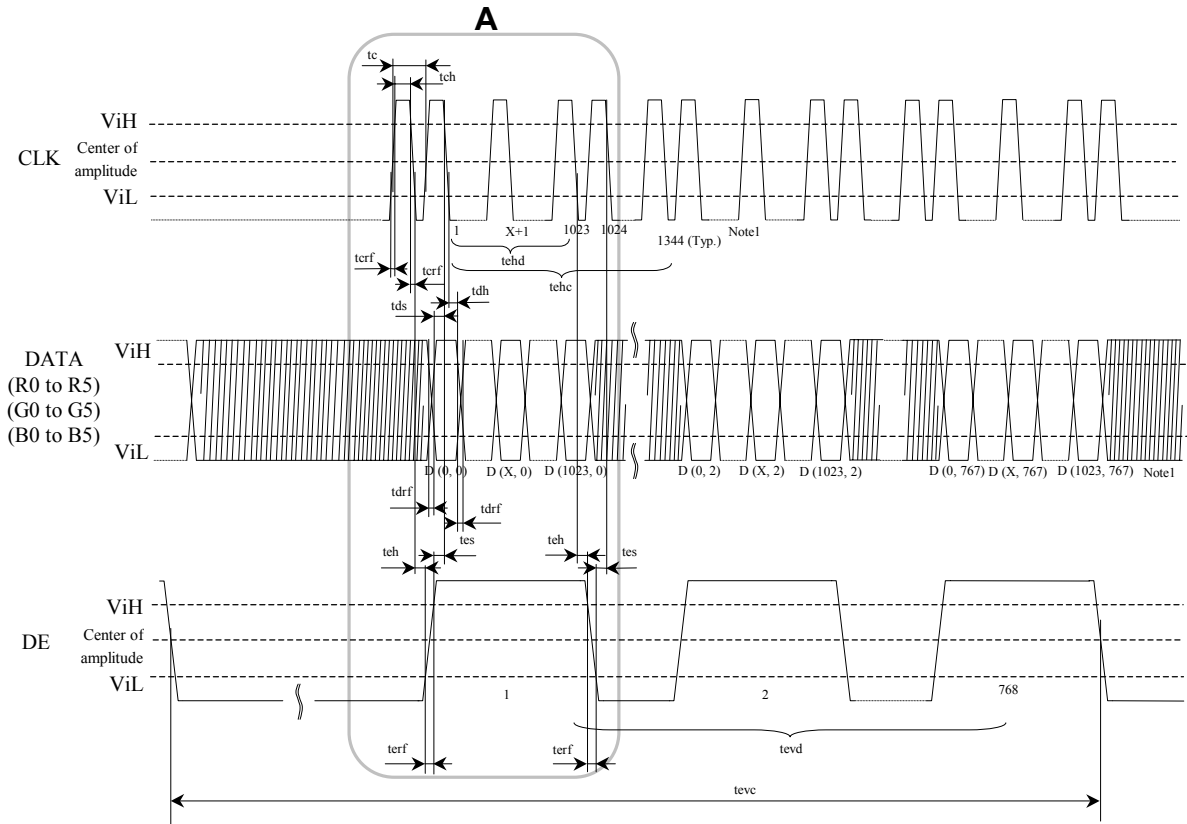 A
tc
tch
ViH
CLK
Center of
amplitude
ViL
1
X+1
1023
1024
1344 (Typ.)
Note1
tehd
tehc
tcrf
tcrf
tdh
tds
DATA
(R0 to R5)
(G0 to G5)
(B0 to B5)
ViH
ViL
D (0, 0)
D (X, 0)
D (1023, 0)
D (0, 2)
D (X, 2)
D (1023, 2)
D (0, 767)
D (X, 767)
D (1023, 767)
Note1
tdrf
tdrf
teh
tes
teh
tes
ViH
DE
Center of
amplitude
ViL
1
2
768
tevd
terf
terf
tevc